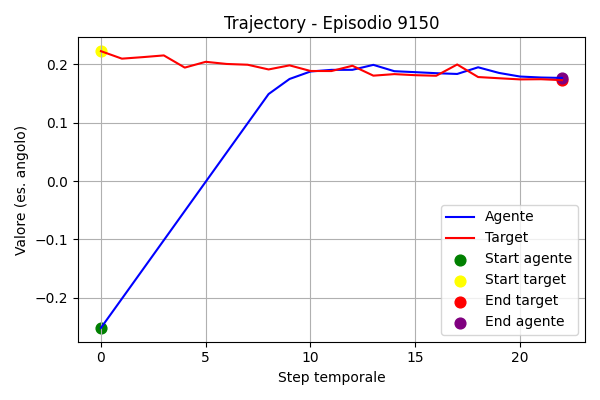 Trajectory - Episodio 9150
Valore (es. angolo)
0.2
0.1
0.0
−0.1
−0.2
0
5
10
15
20
Step temporale
Agente
Target
Start agente
Start target
End target
End agente